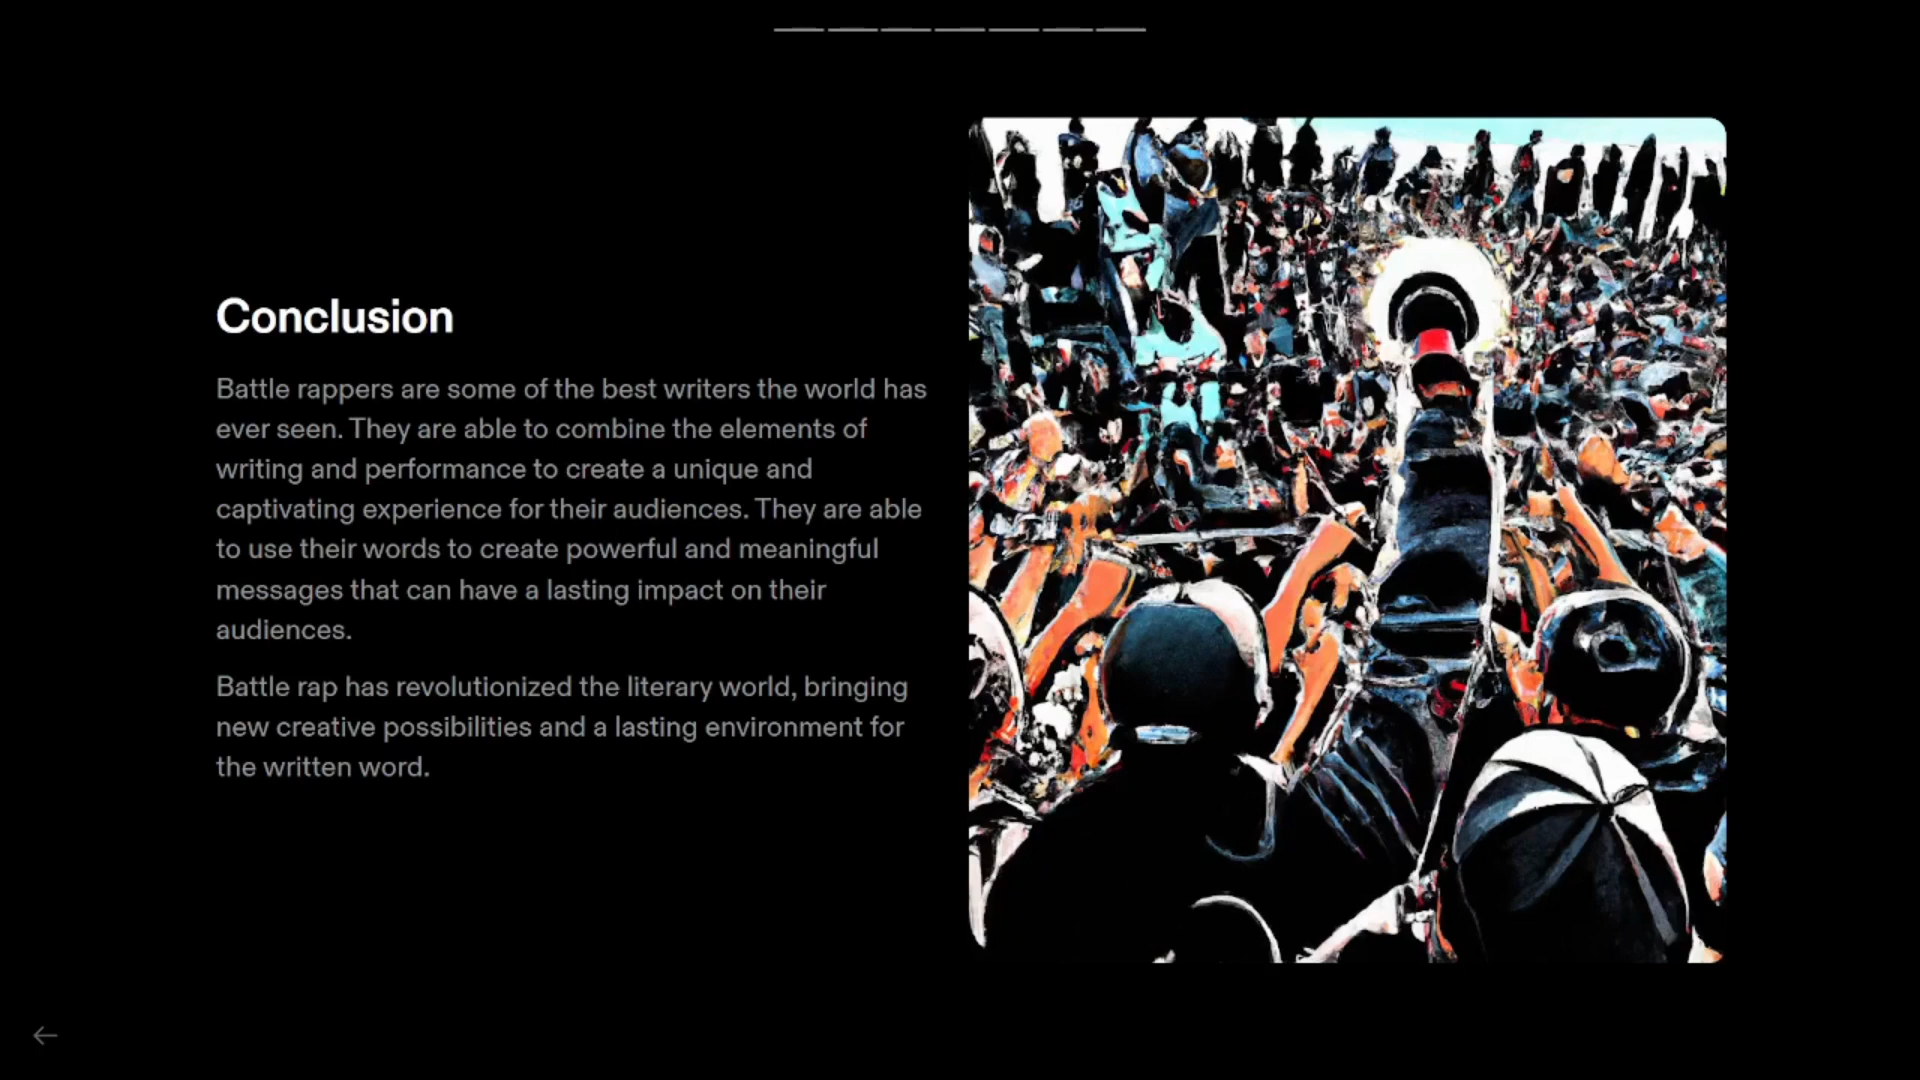 Conclusion
Battle rappers are some of the best writers the world has
ever seen. They are able to combine the elements of
writing and performance to create a unique and
captivating experience for their audiences. They are able
to use their words to create powerful and meaningful
messages that can have a lasting impact on their
audiences.
Battle rap has revolutionized the literary world, bringing
new creative possibilities and a lasting environment for
the written word.